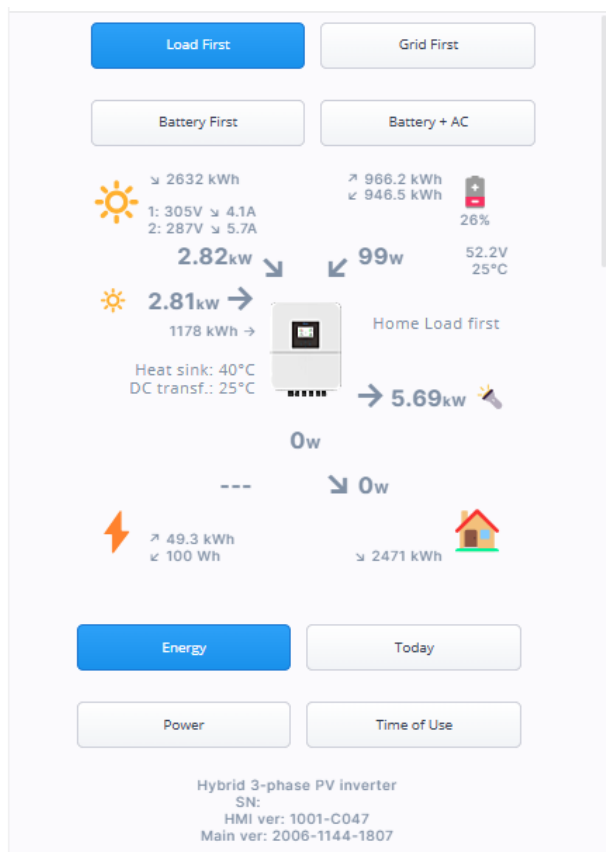 Load First
Grid First
Battery First
Battery + AC
↘ 2632 kWh
1: 305V ↘ 4.1A
2: 287V ↘ 5.7A
↗ 966.2 kWh
↙ 946.5 kWh
26%
2.82kW ↘
↙ 99W
52.2V
25°C
2.81kW →
1178 kWh →
Home Load first
Heat sink: 40°C
DC transf.: 25°C
→ 5.69kW
0W
---
↘ 0W
↗ 49.3 kWh
↙ 100 Wh
↘ 2471 kWh
Energy
Today
Power
Time of Use
Hybrid 3-phase PV inverter
SN:
HMI ver: 1001-C047
Main ver: 2006-1144-1807